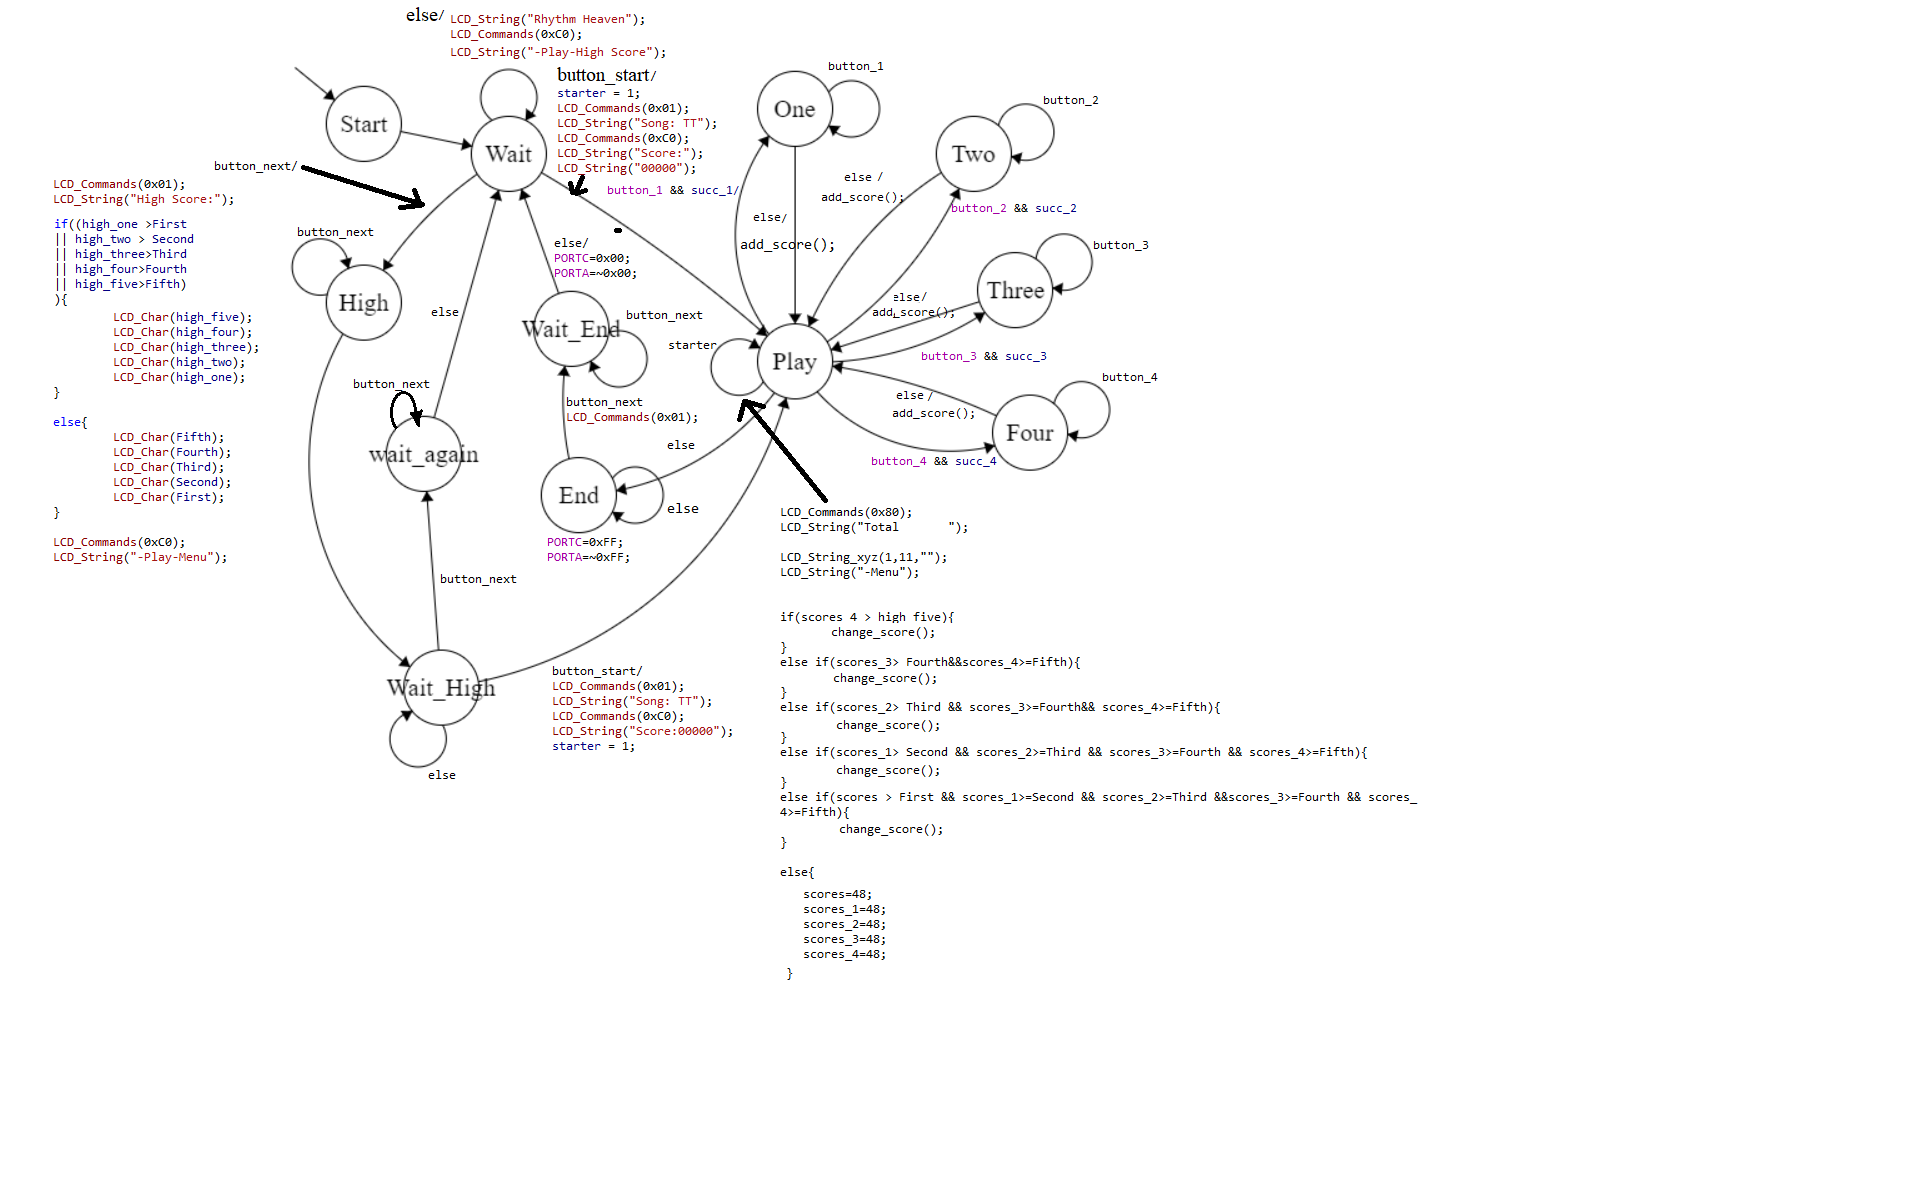 else/ LCD_String("Rhythm Heaven");
LCD_Commands(0xC0);
LCD_String("-Play-High Score");
Start
Wait
button_start/
starter = 1;
LCD_Commands(0x01);
LCD_String("Song: TT");
LCD_Commands(0xC0);
LCD_String("Score:");
LCD_String("00000");
button_next/
LCD_Commands(0x01);
LCD_String("High Score:");
if((high_one >First
|| high_two > Second
|| high_three>Third
|| high_four>Fourth
|| high_five>Fifth)
){
LCD_Char(high_five);
LCD_Char(high_four);
LCD_Char(high_three);
LCD_Char(high_two);
LCD_Char(high_one);
}
else{
LCD_Char(Fifth);
LCD_Char(Fourth);
LCD_Char(Third);
LCD_Char(Second);
LCD_Char(First);
}
LCD_Commands(0xC0);
LCD_String("-Play-Menu");
button_next
High
else
button_next
wait_again
button_next
Wait_High
else
button_start/
LCD_Commands(0x01);
LCD_String("Song: TT");
LCD_Commands(0xC0);
LCD_String("Score:00000");
starter = 1;
else/
PORTC=0x00;
PORTA=~0x00;
Wait_End
button_next
button_next
LCD_Commands(0x01);
End
else
else
PORTC=0xFF;
PORTA=~0xFF;
starter
Play
button_1 && succ_1/
One
button_1
else/
add_score();
Two
button_2
else /
add_score();
button_2 && succ_2
Three
button_3
else/
add_score();
button_3 && succ_3
Four
button_4
else /
add_score();
button_4 && succ_4
LCD_Commands(0x80);
LCD_String("Total       ");
LCD_String_xyz(1,11,"");
LCD_String("-Menu");
if(scores 4 > high five){
change_score();
}
else if(scores_3> Fourth&&scores_4>=Fifth){
change_score();
}
else if(scores_2> Third && scores_3>=Fourth&& scores_4>=Fifth){
change_score();
}
else if(scores_1> Second && scores_2>=Third && scores_3>=Fourth && scores_4>=Fifth){
change_score();
}
else if(scores > First && scores_1>=Second && scores_2>=Third &&scores_3>=Fourth && scores_
4>=Fifth){
change_score();
}
else{
scores=48;
scores_1=48;
scores_2=48;
scores_3=48;
scores_4=48;
}